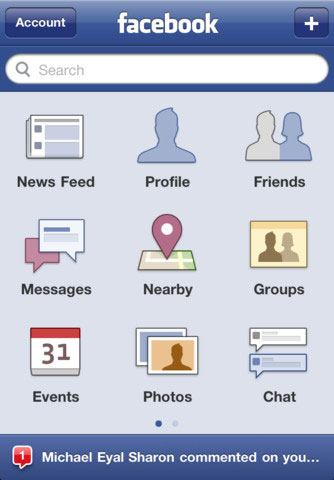 Account facebook +
Search
News Feed Profile Friends
Messages Nearby Groups
31
Events Photos Chat
1 Michael Eyal Sharon commented on you...